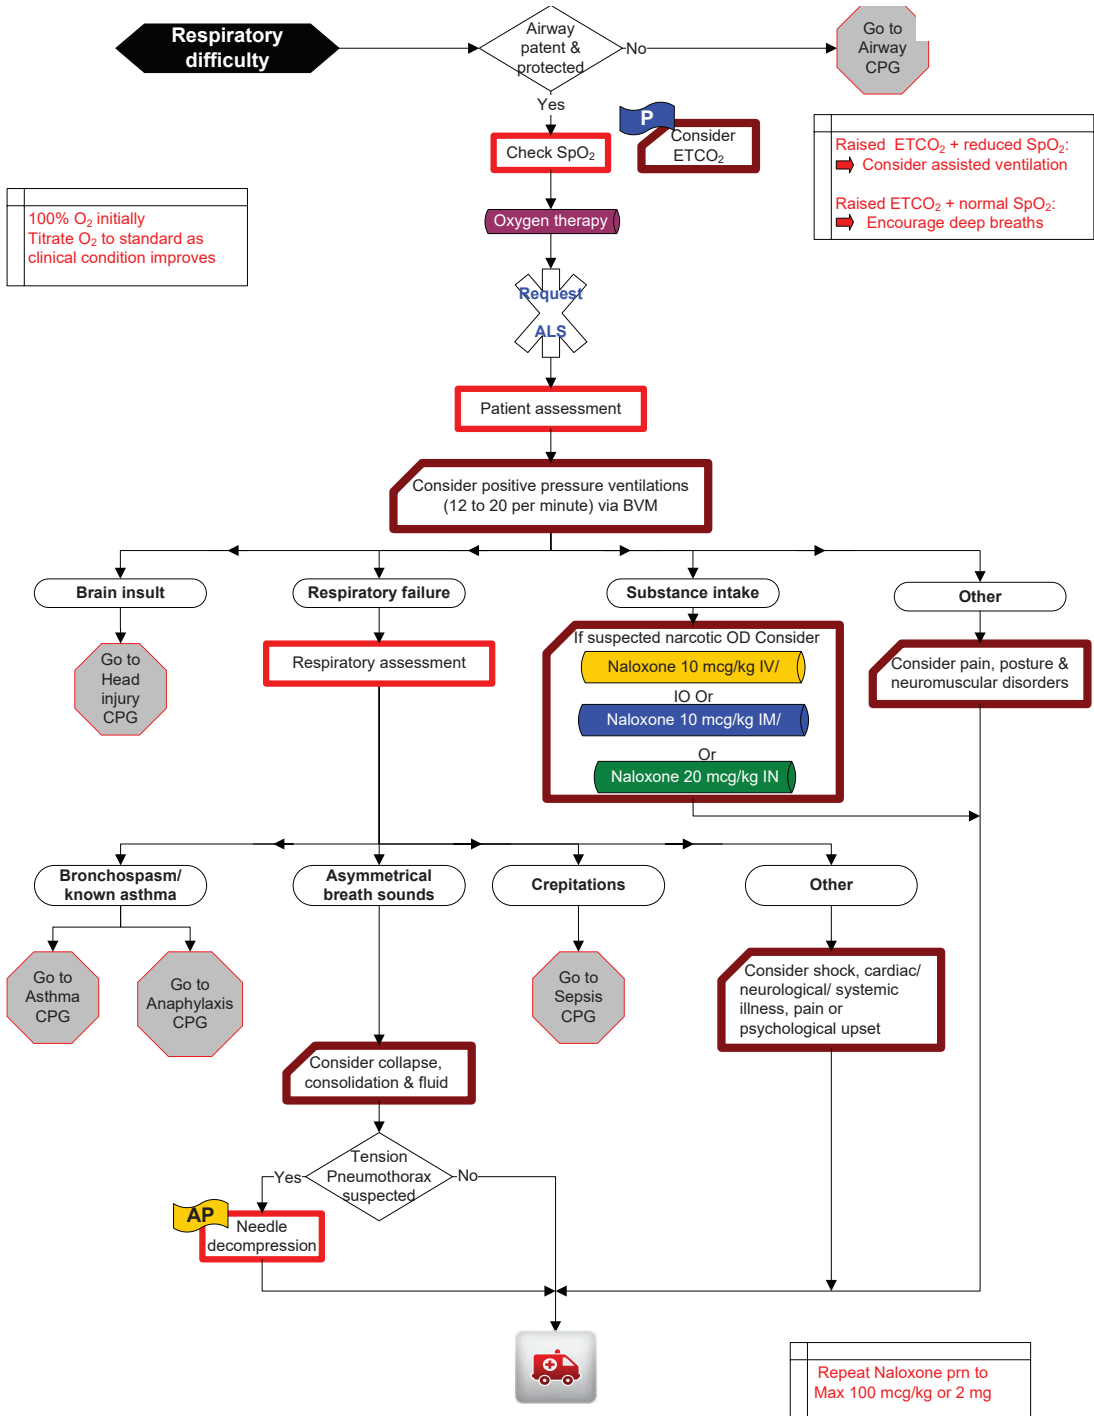 Respiratory
difficulty
Airway
patent &
protected
No
Go to
Airway
CPG
Yes
P
Consider
ETCO₂
Check SpO₂
Raised ETCO₂ + reduced SpO₂:
Consider assisted ventilation
Raised ETCO₂ + normal SpO₂:
Encourage deep breaths
100% O₂ initially
Titrate O₂ to standard as
clinical condition improves
Oxygen therapy
Request
ALS
Patient assessment
Consider positive pressure ventilations
(12 to 20 per minute) via BVM
Brain insult
Respiratory failure
Substance intake
Other
Go to
Head
injury
CPG
Respiratory assessment
If suspected narcotic OD Consider
Naloxone 10 mcg/kg IV/
IO Or
Naloxone 10 mcg/kg IM/
Or
Naloxone 20 mcg/kg IN
Consider pain, posture &
neuromuscular disorders
Bronchospasm/
known asthma
Asymmetrical
breath sounds
Crepitations
Other
Go to
Asthma
CPG
Go to
Anaphylaxis
CPG
Go to
Sepsis
CPG
Consider shock, cardiac/
neurological/ systemic
illness, pain or
psychological upset
Consider collapse,
consolidation & fluid
Tension
Pneumothorax
suspected
Yes
No
AP
Needle
decompression
Repeat Naloxone prn to
Max 100 mcg/kg or 2 mg